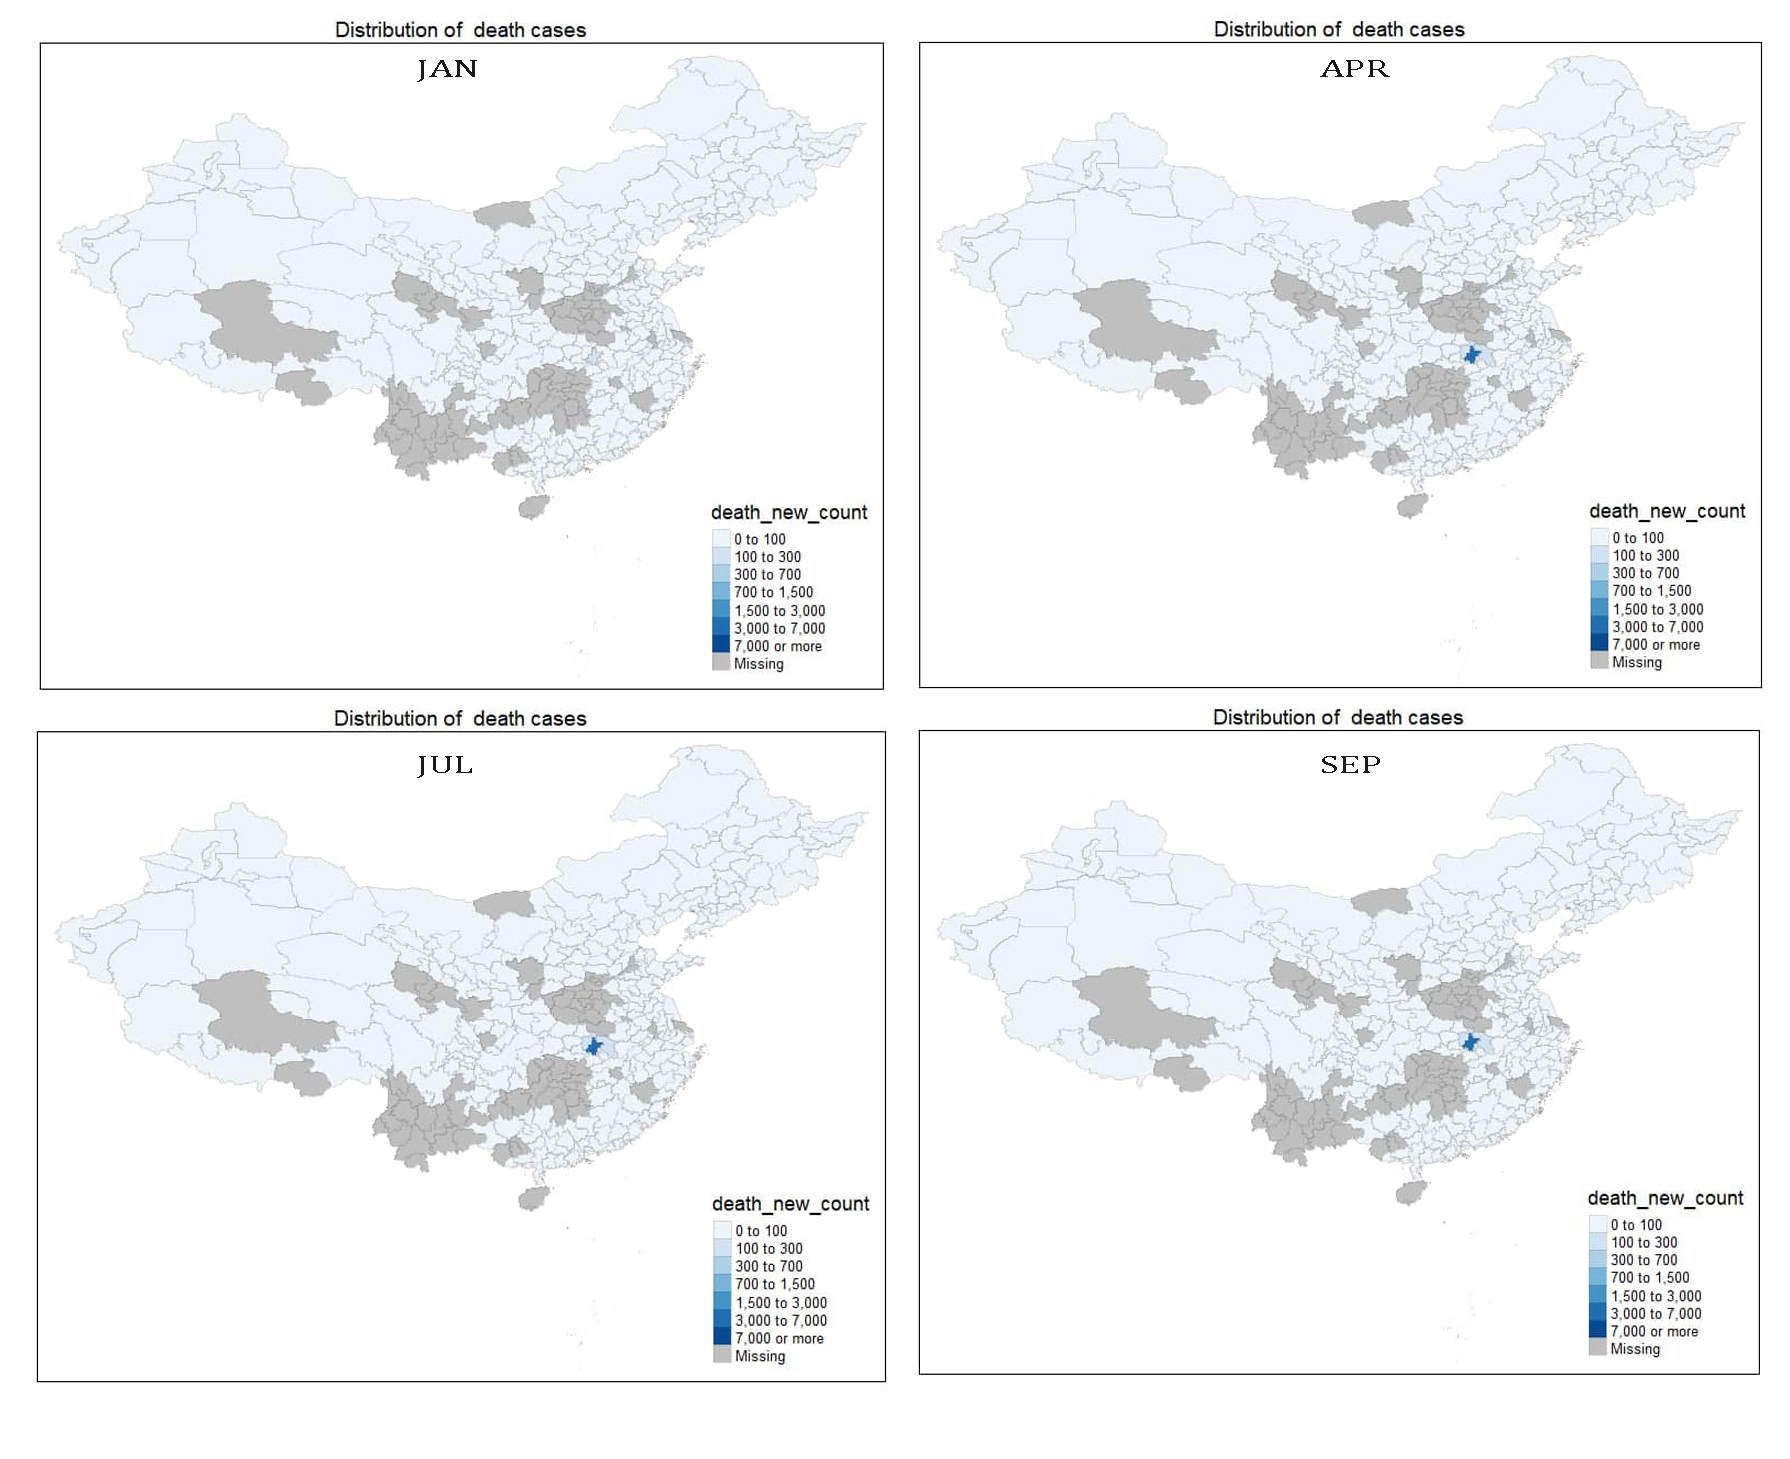 Distribution of  death cases
JAN
death_new_count
0 to 100
100 to 300
300 to 700
700 to 1,500
1,500 to 3,000
3,000 to 7,000
7,000 or more
Missing
Distribution of  death cases
APR
death_new_count
0 to 100
100 to 300
300 to 700
700 to 1,500
1,500 to 3,000
3,000 to 7,000
7,000 or more
Missing
Distribution of  death cases
JUL
death_new_count
0 to 100
100 to 300
300 to 700
700 to 1,500
1,500 to 3,000
3,000 to 7,000
7,000 or more
Missing
Distribution of  death cases
SEP
death_new_count
0 to 100
100 to 300
300 to 700
700 to 1,500
1,500 to 3,000
3,000 to 7,000
7,000 or more
Missing